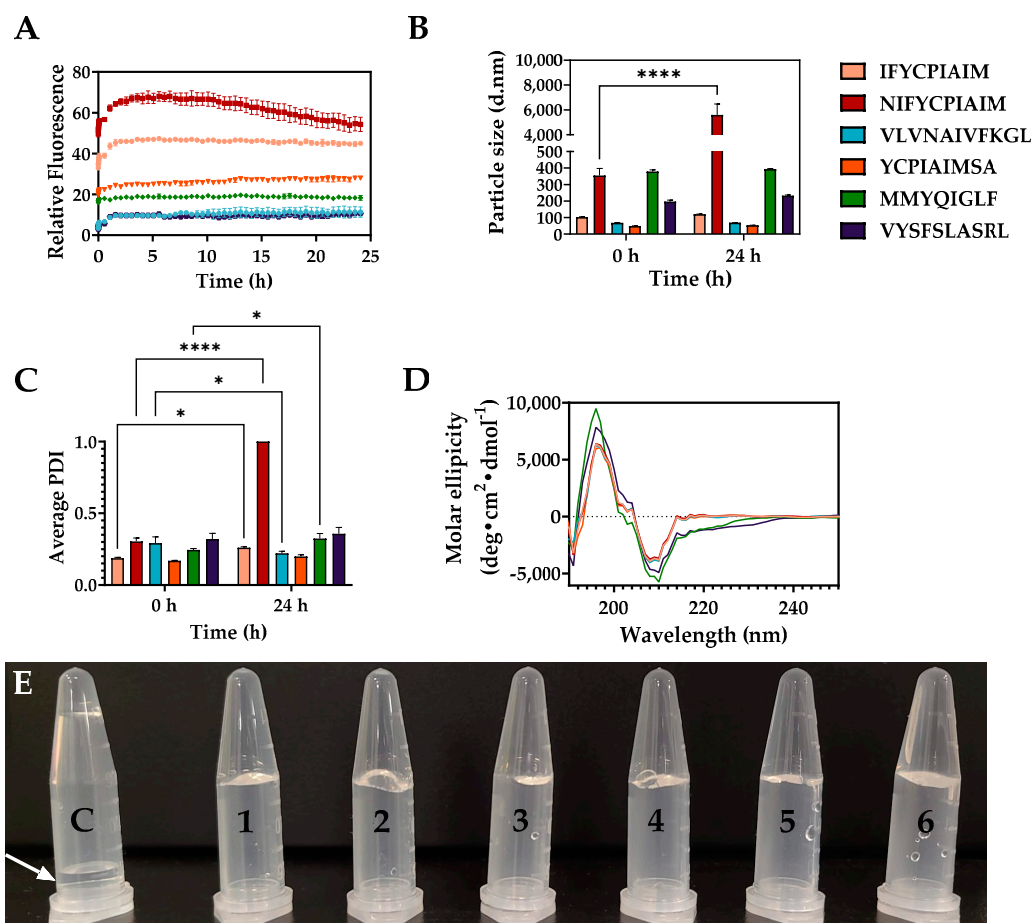 A
Relative Fluorescence
80
60
40
20
0
0
5
10
15
20
25
Time (h)
B
Particle size (d.nm)
10,000
8,000
6,000
4,000
500
400
300
200
100
0
****
0 h
24 h
Time (h)
IFYCPIAIM
NIFYCPIAIM
VLVNAIVFKGL
YCPIAIMSA
MMYQIGLF
VYSFSLASRL
C
*
****
*
*
Average PDI
1.0
0.5
0.0
0 h
24 h
Time (h)
D
Molar ellipicity
(deg•cm2•dmol-1)
10,000
5,000
0
-5,000
200
220
240
Wavelength (nm)
E
C
1
2
3
4
5
6